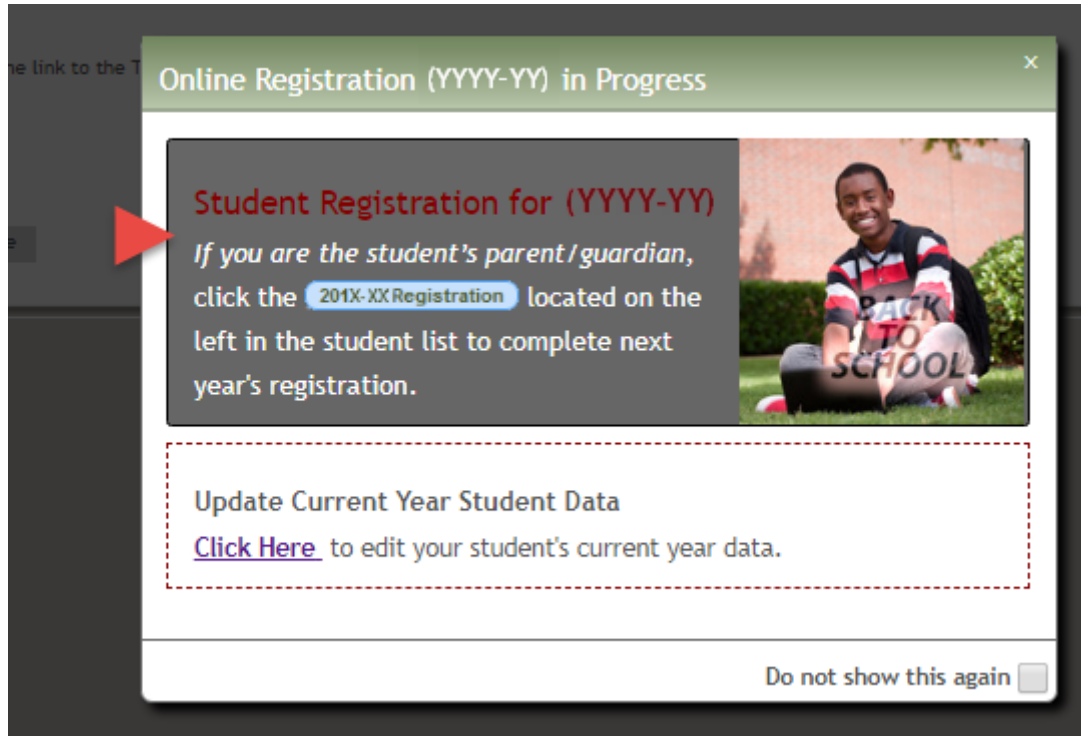 he link to the T
Online Registration (YYYY-YY) in Progress
×
Student Registration for (YYYY-YY)
If you are the student's parent/guardian,
click the 201X-XX Registration located on the
left in the student list to complete next
year's registration.
BACK
TO
SCHOOL
Update Current Year Student Data
Click Here to edit your student's current year data.
Do not show this again